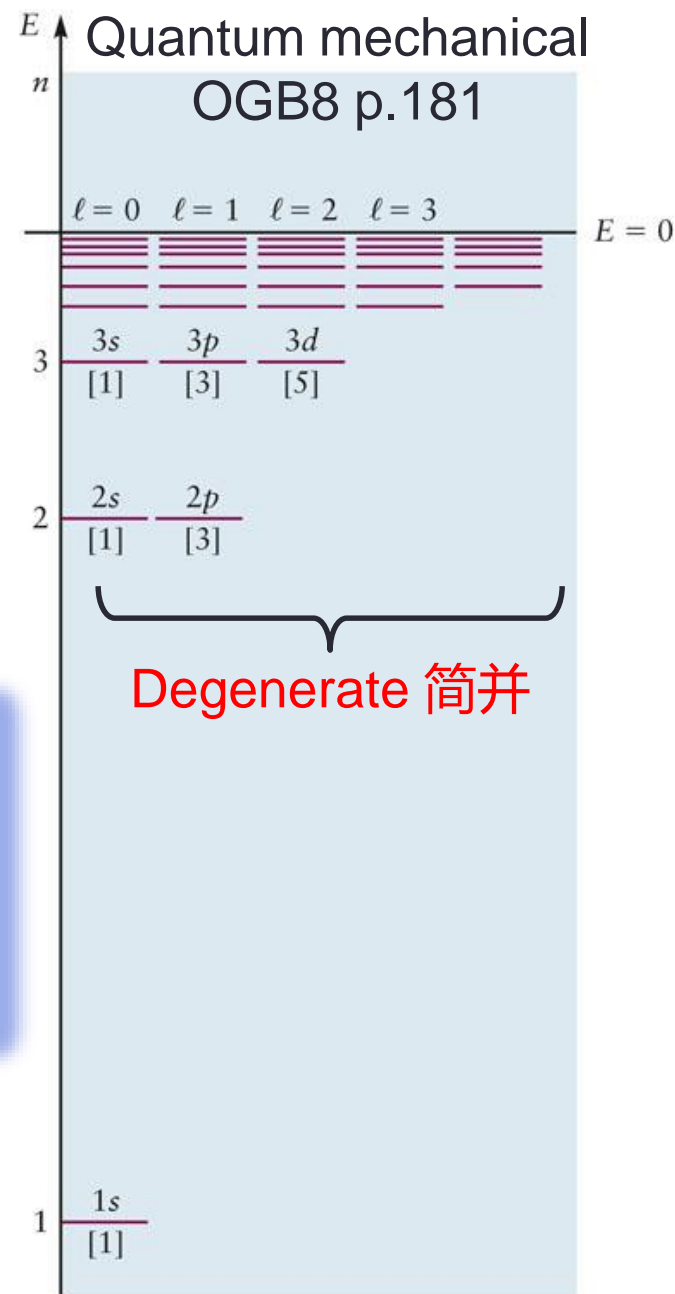 E Quantum mechanical
n OGB8 p.181
ℓ = 0 ℓ = 1 ℓ = 2 ℓ = 3
E = 0
3s 3p 3d
3
[1] [3] [5]
2s 2p
2
[1] [3]
Degenerate 简并
1s
1
[1]